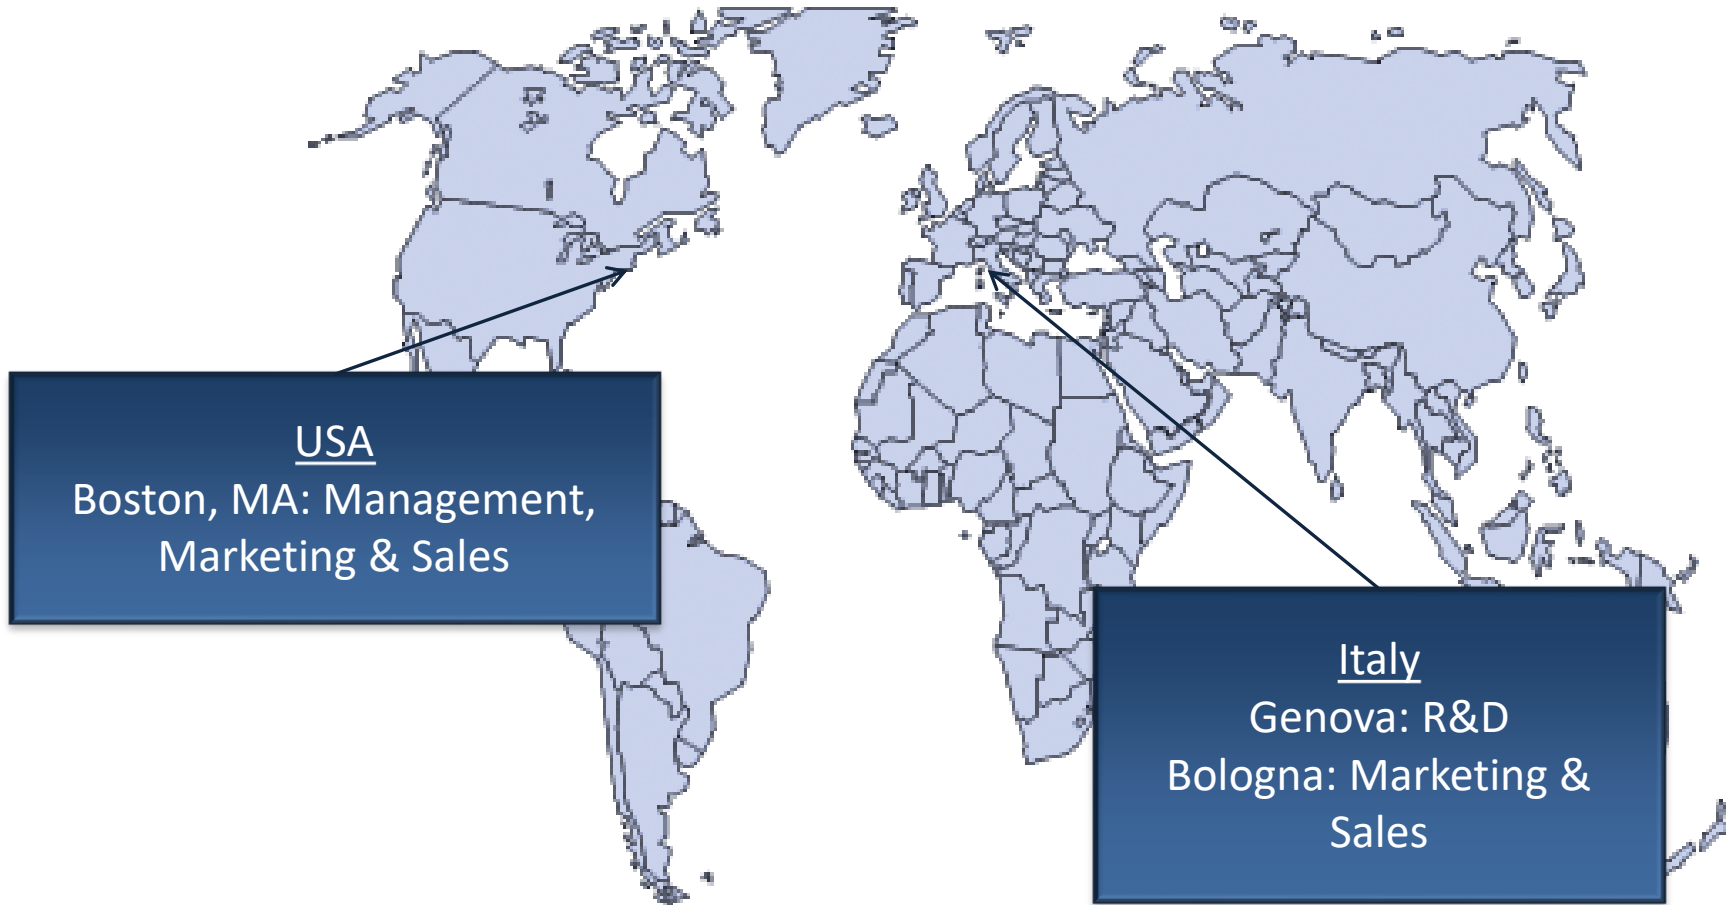 USA
Boston, MA: Management,
Marketing & Sales
Italy
Genova: R&D
Bologna: Marketing &
Sales